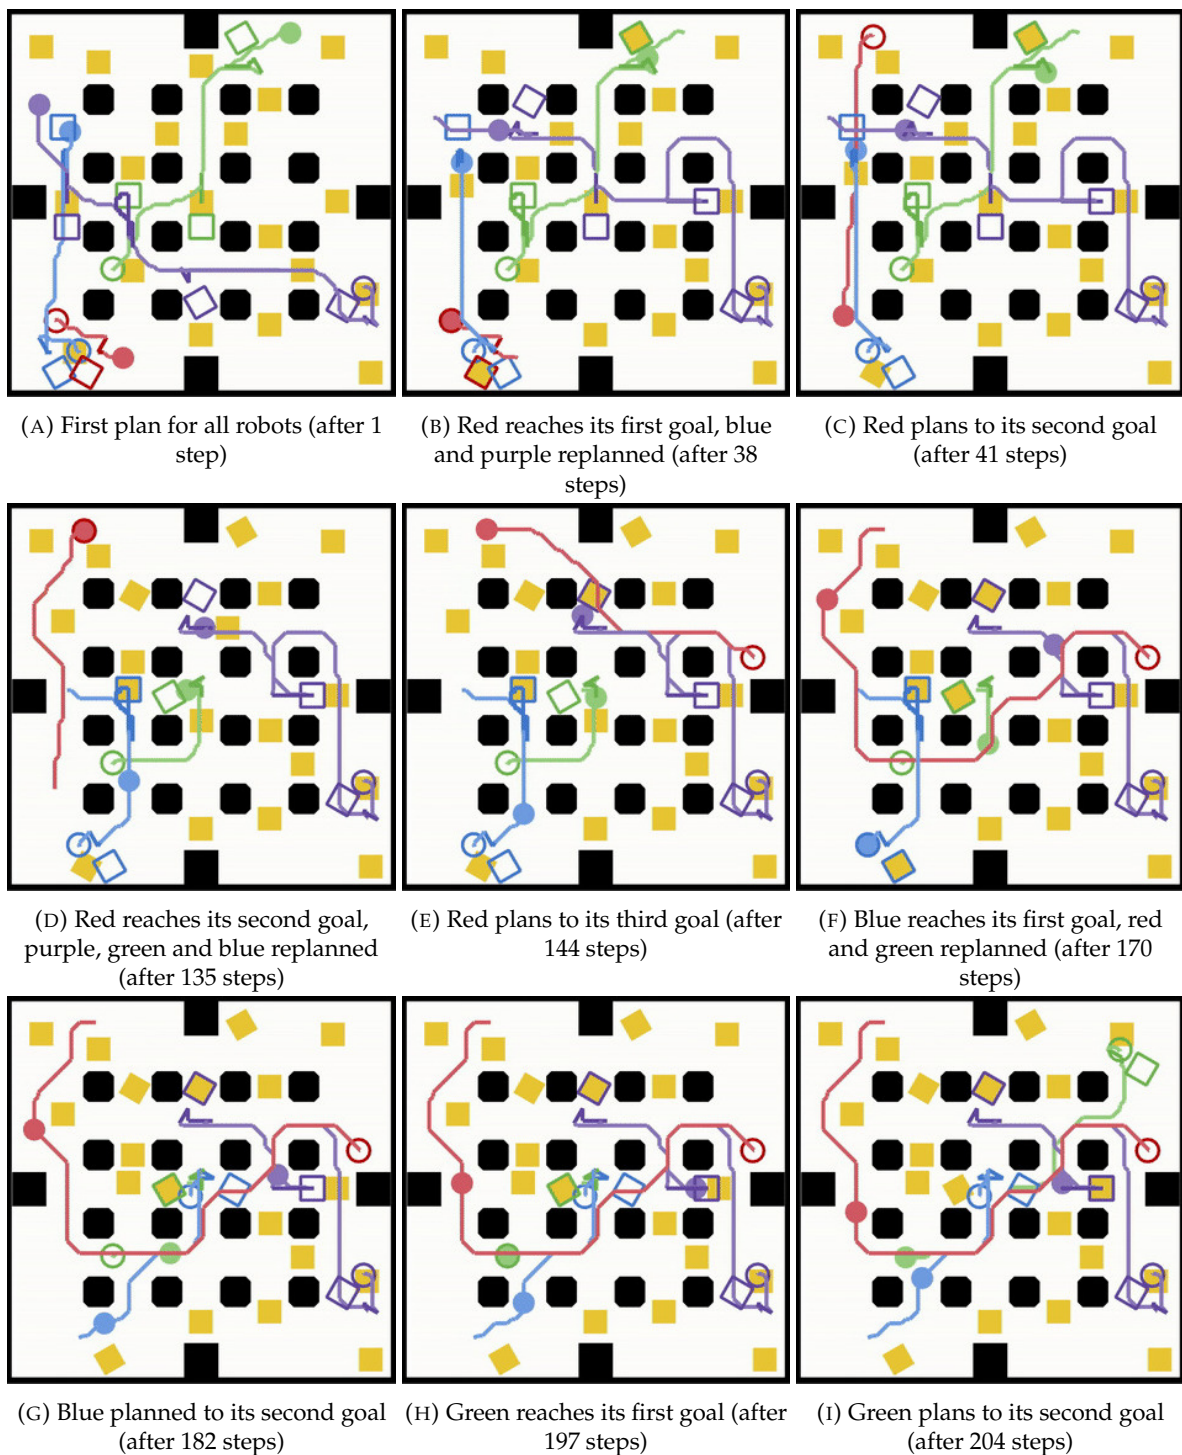 (A) First plan for all robots (after 1
step)
(B) Red reaches its first goal, blue
and purple replanned (after 38
steps)
(C) Red plans to its second goal
(after 41 steps)
(D) Red reaches its second goal,
purple, green and blue replanned
(after 135 steps)
(E) Red plans to its third goal (after
144 steps)
(F) Blue reaches its first goal, red
and green replanned (after 170
steps)
(G) Blue planned to its second goal
(after 182 steps)
(H) Green reaches its first goal (after
197 steps)
(I) Green plans to its second goal
(after 204 steps)